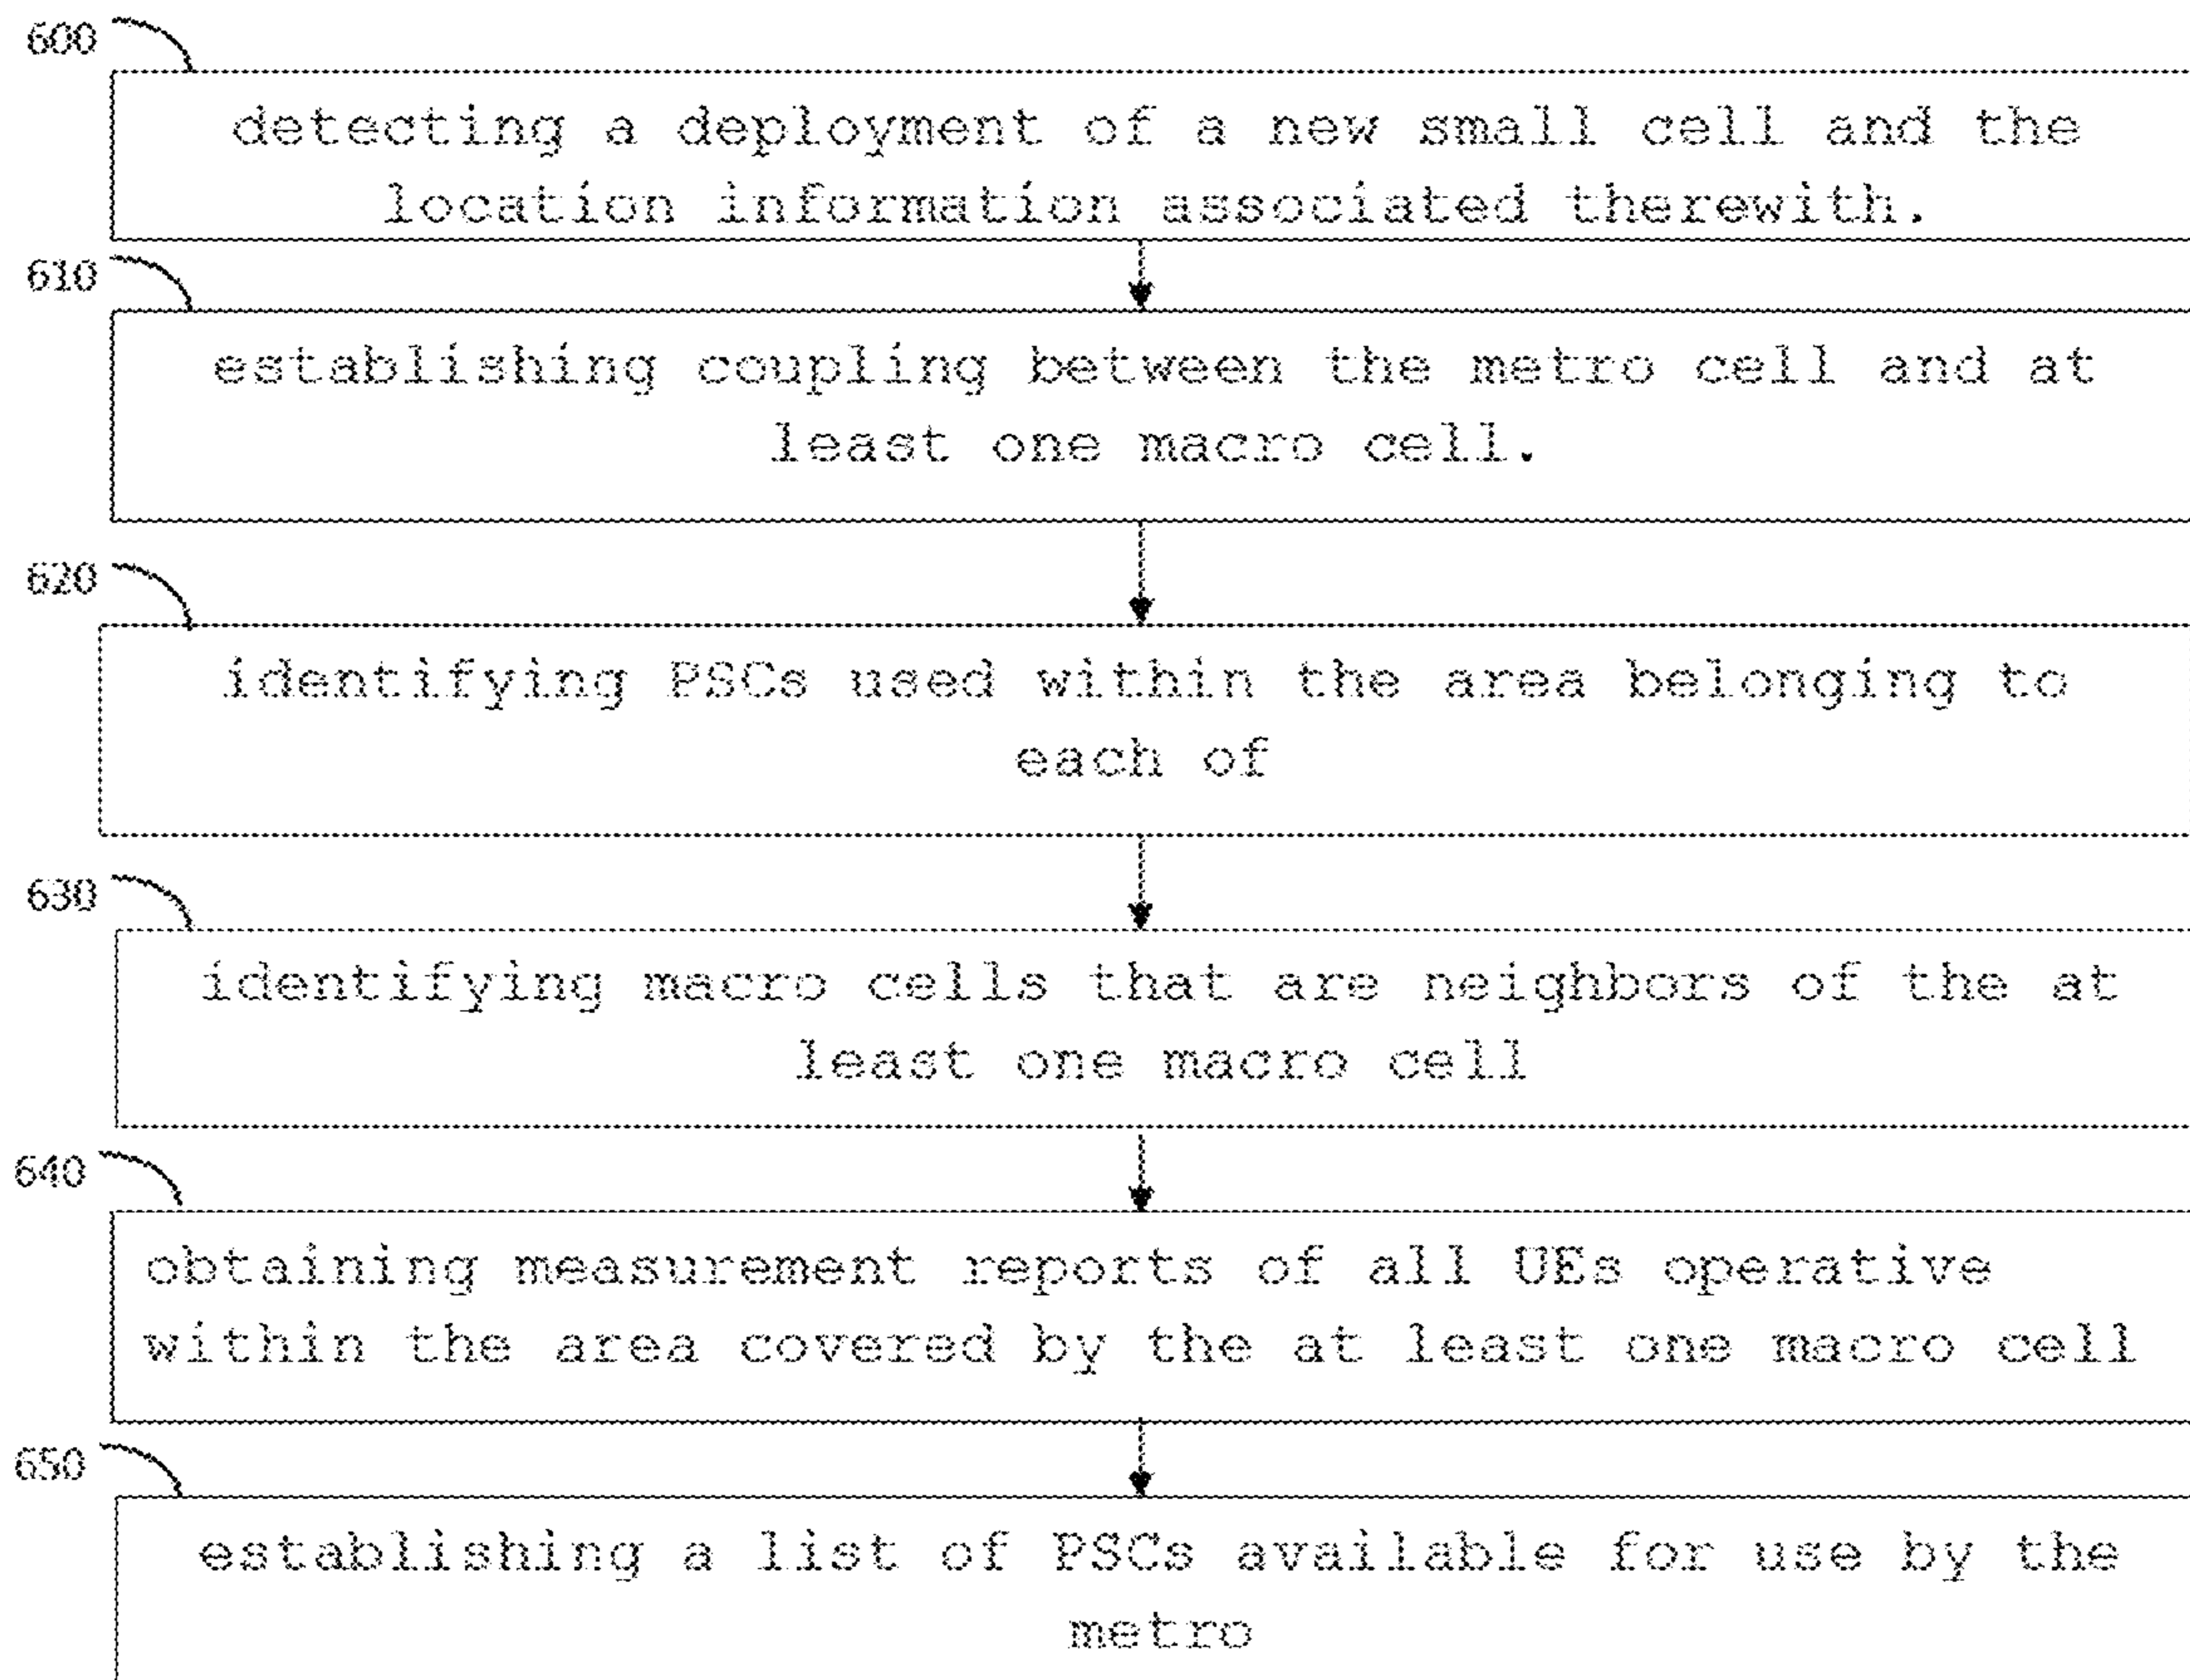 600
detecting a deployment of a new small cell and the
location information associated therewith.
610
establishing coupling between the metro cell and at
least one macro cell.
620
identifying PSCs used within the area belonging to
each of
630
identifying macro cells that are neighbors of the at
least one macro cell
640
obtaining measurement reports of all UEs operative
within the area covered by the at least one macro cell
650
establishing a list of PSCs available for use by the
metro